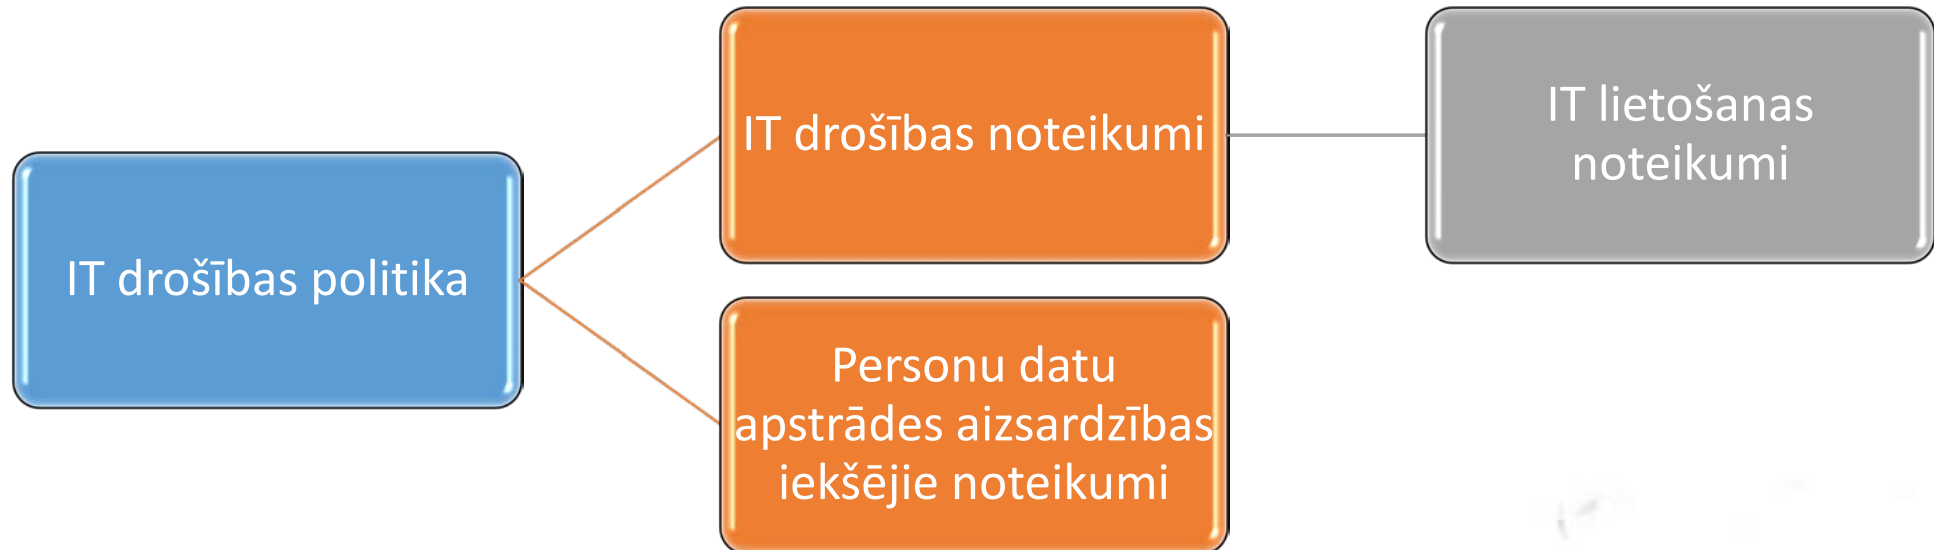 IT drošības politika
IT drošības noteikumi
Personu datu
apstrādes aizsardzības
iekšējie noteikumi
IT lietošanas
noteikumi